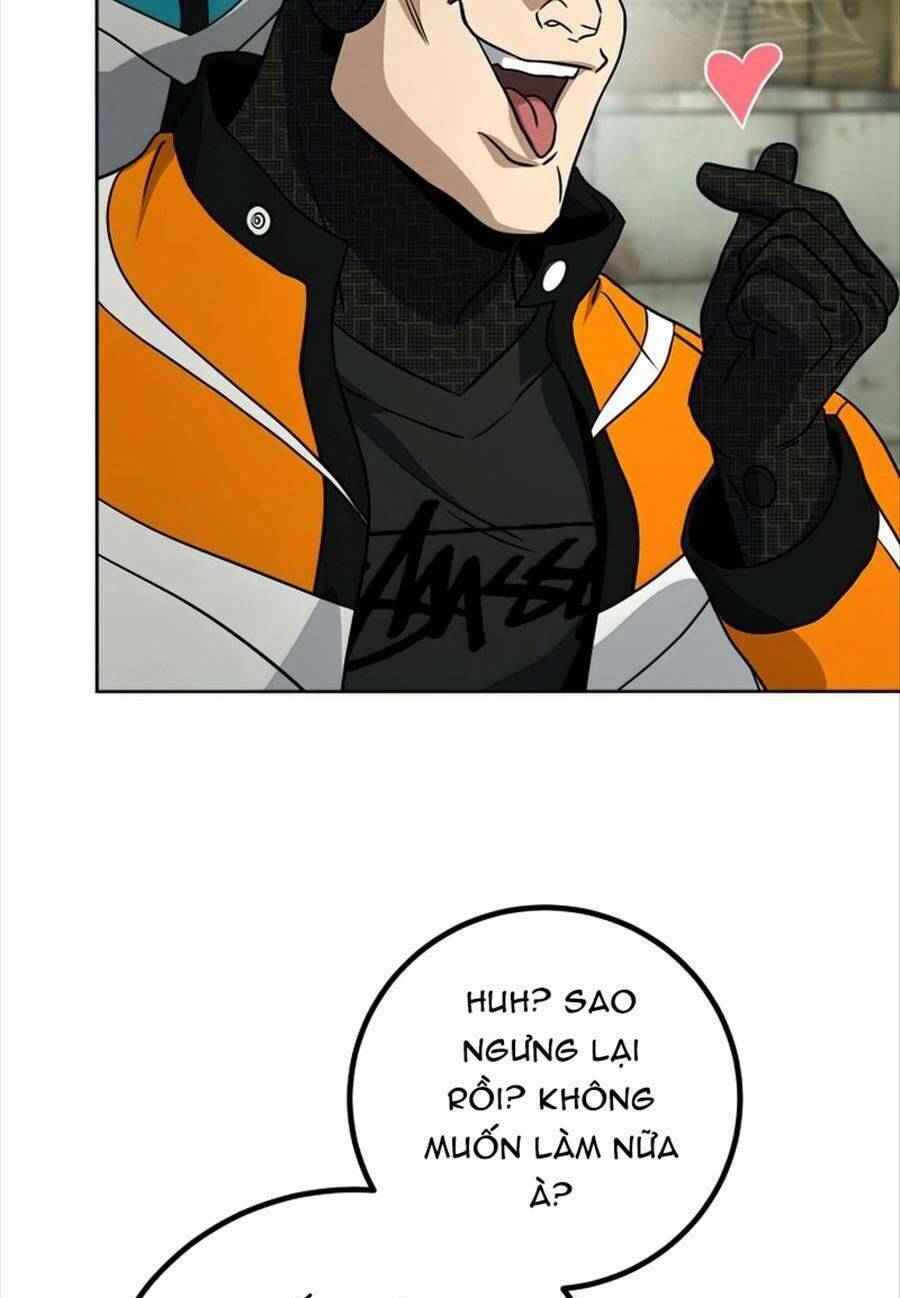 HUH? SAO
NGƯNG LẠI
RỒI? KHÔNG
MUỐN LÀM NỮA
À?